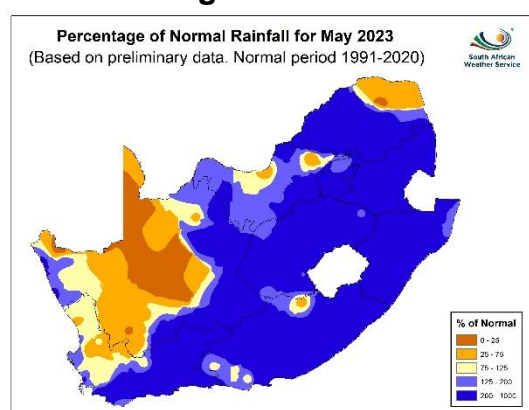 Percentage of Normal Rainfall for May 2023
(Based on preliminary data. Normal period 1991-2020)
South African
Weather Service
% of Normal
0 - 25
25 - 75
75 - 125
125 - 200
200 - 1000